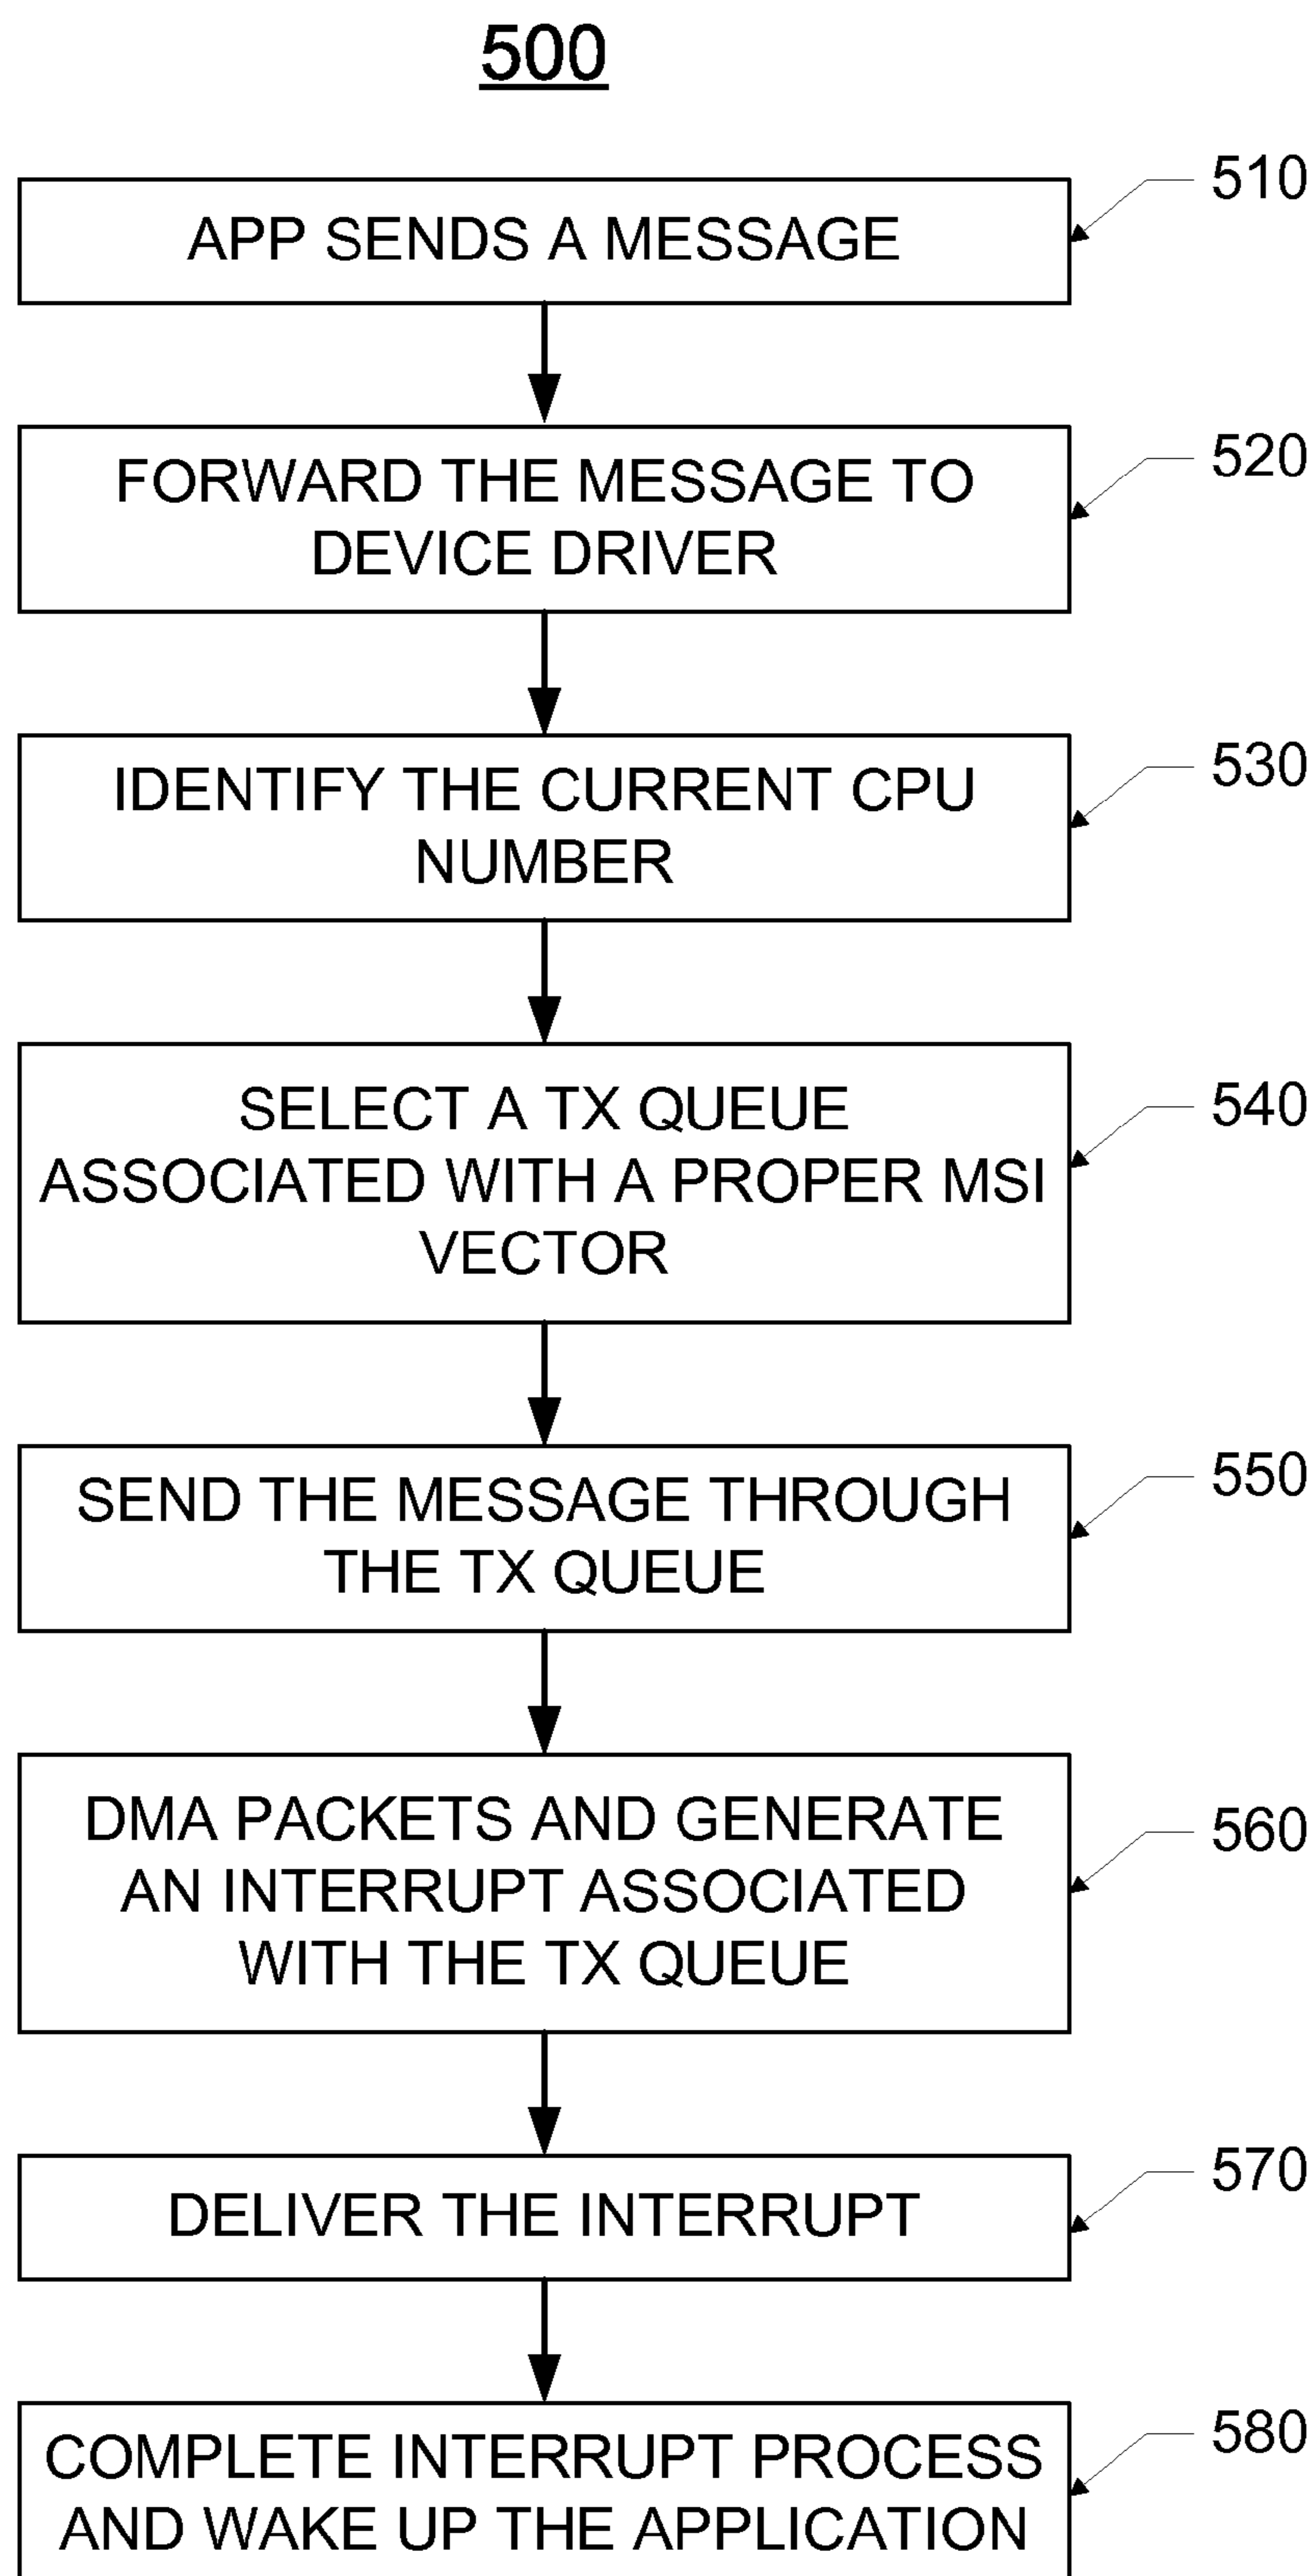 500
APP SENDS A MESSAGE
510
FORWARD THE MESSAGE TO
DEVICE DRIVER
520
IDENTIFY THE CURRENT CPU
NUMBER
530
SELECT A TX QUEUE
ASSOCIATED WITH A PROPER MSI
VECTOR
540
SEND THE MESSAGE THROUGH
THE TX QUEUE
550
DMA PACKETS AND GENERATE
AN INTERRUPT ASSOCIATED
WITH THE TX QUEUE
560
DELIVER THE INTERRUPT
570
COMPLETE INTERRUPT PROCESS
AND WAKE UP THE APPLICATION
580